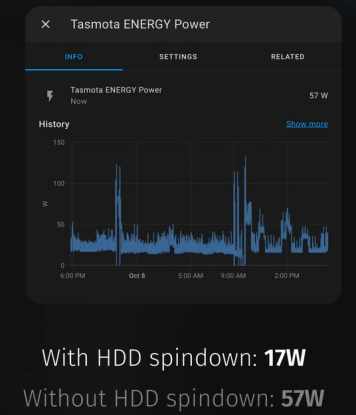 × Tasmota ENERGY Power
INFO SETTINGS RELATED
Tasmota ENERGY Power
Now
57 W
History Show more
150
100
W
50
0
6:00 PM Oct 8 5:00 AM 9:00 AM 2:00 PM
With HDD spindown: 17W
Without HDD spindown: 57W